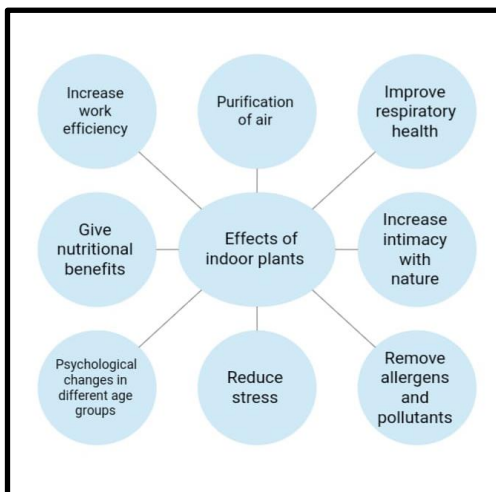 Increase
work
efficiency
Purification
of air
Improve
respiratory
health
Give
nutritional
benefits
Effects of
indoor plants
Increase
intimacy
with
nature
Psychological
changes in
different age
groups
Reduce
stress
Remove
allergens
and
pollutants